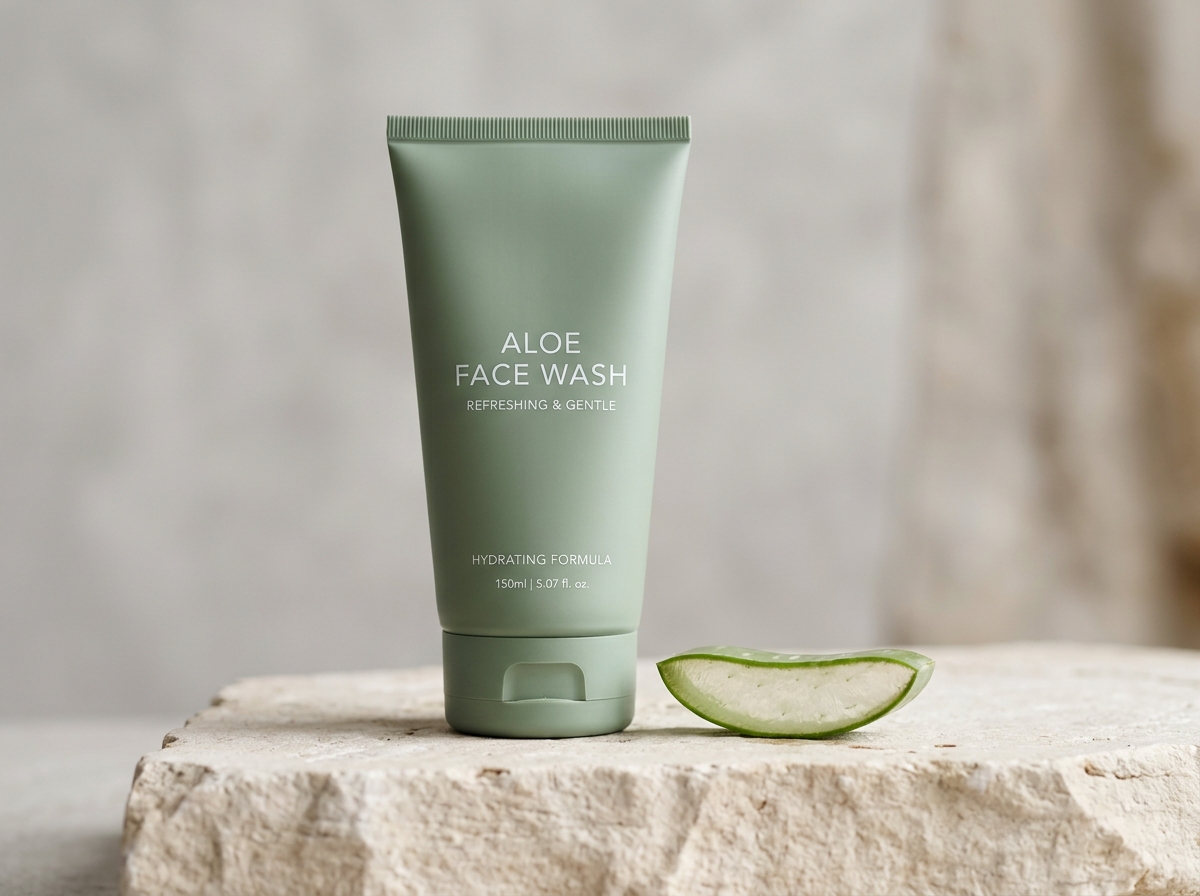 ALOE
FACE WASH
REFRESHING & GENTLE
HYDRATING FORMULA
150ml | 5.07 fl. oz.